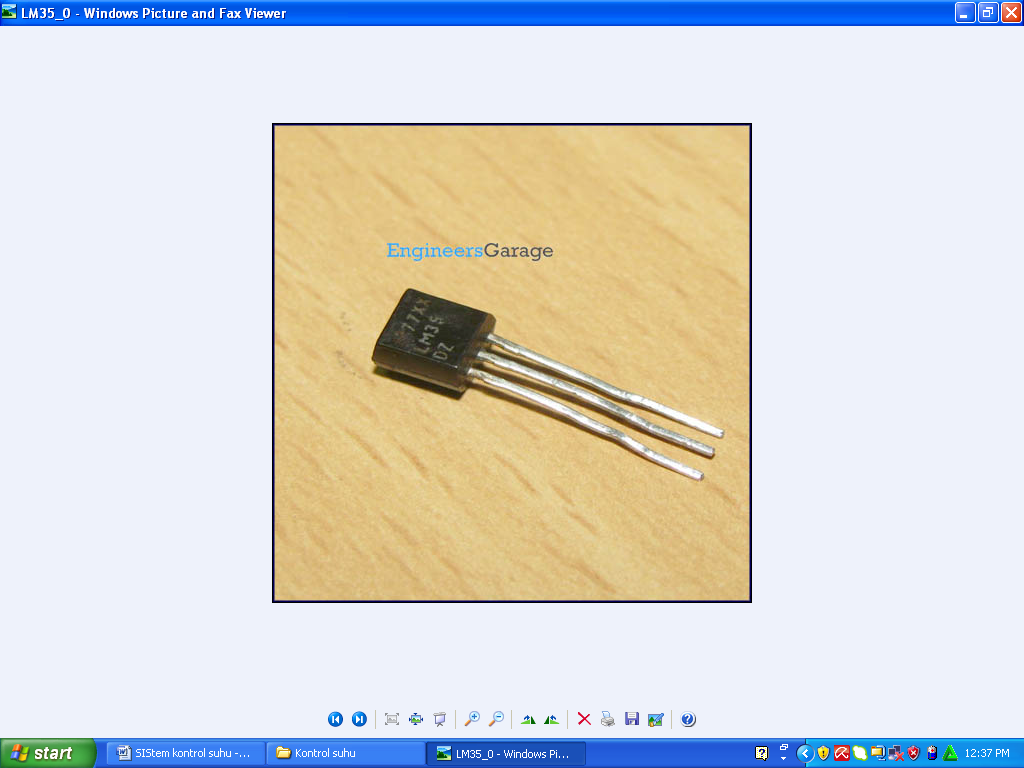 LM35_0 - Windows Picture and Fax Viewer
EngineersGarage
77XX
LM35
DZ
start
SIStem kontrol suhu -...
Kontrol suhu
LM35_0 - Windows Pi...
12:37 PM